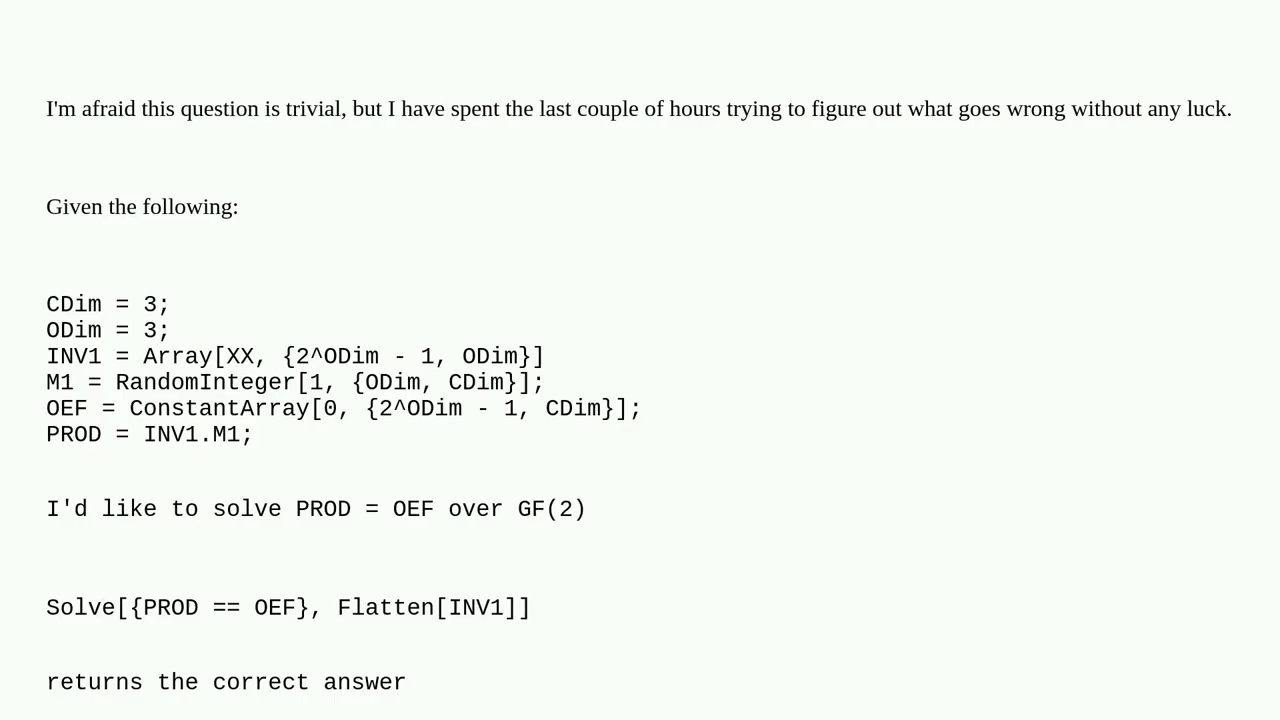 I'm afraid this question is trivial, but I have spent the last couple of hours trying to figure out what goes wrong without any luck.
Given the following:
CDim = 3;
ODim = 3;
INV1 = Array[XX, {2^ODim - 1, ODim}]
M1 = RandomInteger[1, {ODim, CDim}];
OEF = ConstantArray[0, {2^ODim - 1, CDim}];
PROD = INV1.M1;
I'd like to solve PROD = OEF over GF(2)
Solve[{PROD == OEF}, Flatten[INV1]]
returns the correct answer